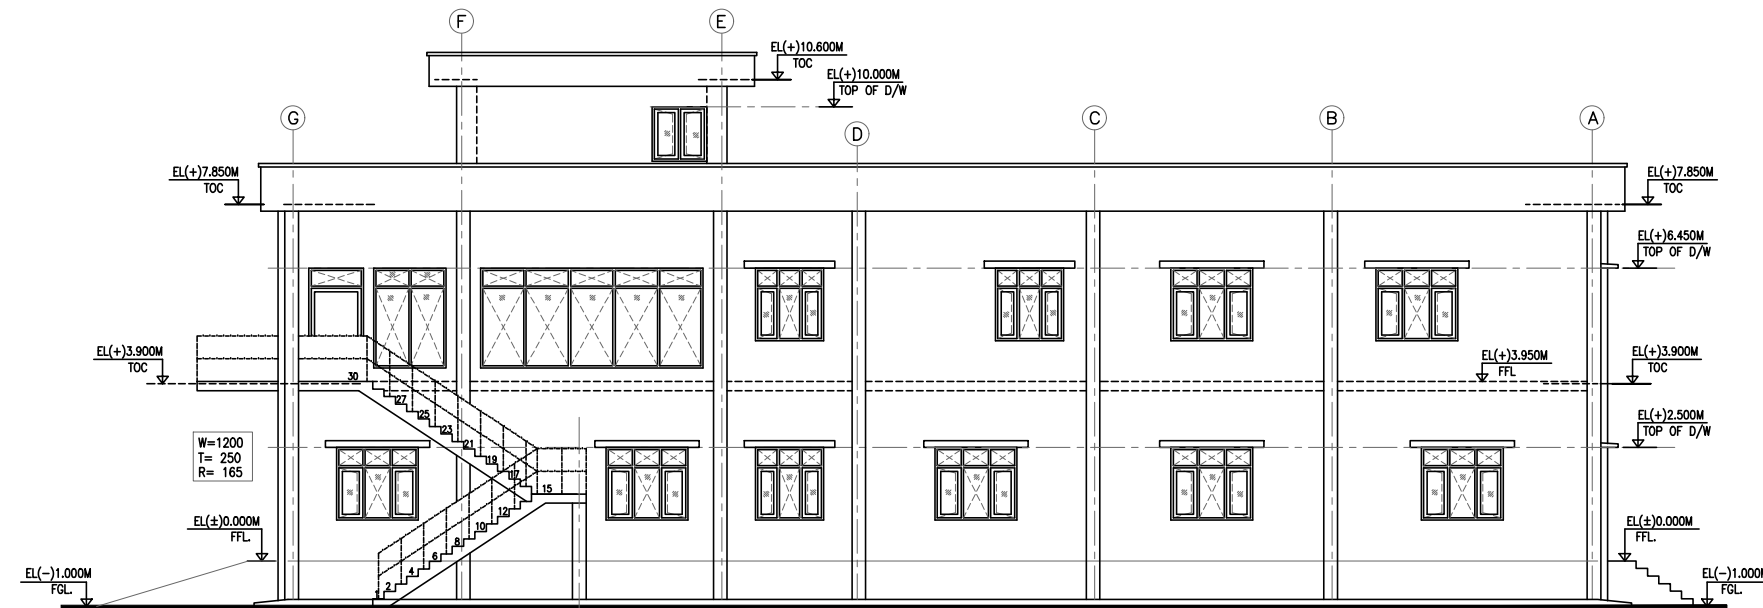 F
E
EL(+)10.600M
TOC
EL(+)10.000M
TOP OF D/W
G
D
C
B
A
EL(+)7.850M
TOC
EL(+)7.850M
TOC
EL(+)6.450M
TOP OF D/W
EL(+)3.900M
TOC
EL(+)3.950M
FFL
EL(+)3.900M
TOC
30
27
25
23
21
19
17
15
12
10
8
6
4
2
1
EL(+)2.500M
TOP OF D/W
W=1200
T= 250
R= 165
EL(±)0.000M
FFL.
EL(±)0.000M
FFL.
EL(-)1.000M
FGL.
EL(-)1.000M
FGL.